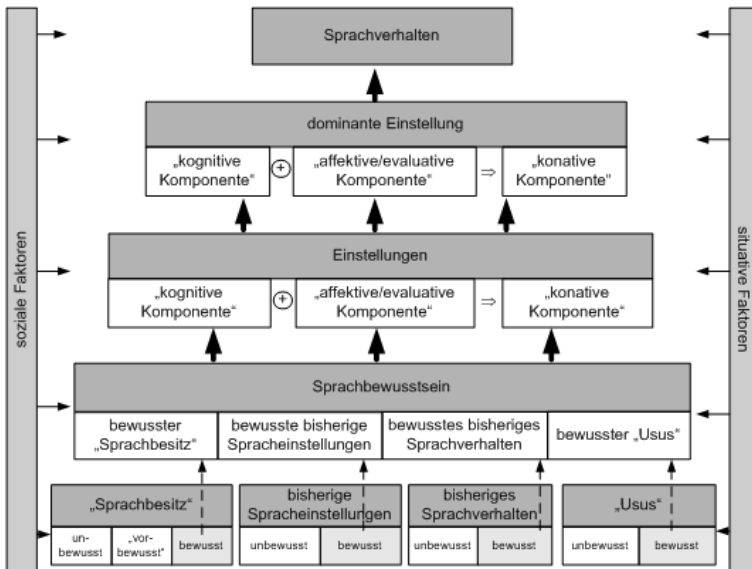 Sprachverhalten
dominante Einstellung
„kognitive
Komponente“
+
„affektive/evaluative
Komponente“
⇒
„konative
Komponente“
Einstellungen
„kognitive
Komponente“
+
„affektive/evaluative
Komponente“
⇒
„konative
Komponente“
Sprachbewusstsein
bewusster
„Sprachbesitz“
bewusste bisherige
Spracheinstellungen
bewusstes bisheriges
Sprachverhalten
bewusster „Usus“
„Sprachbesitz“
un-
bewusst
„vor-
bewusst“
bewusst
bisherige
Spracheinstellungen
unbewusst
bewusst
bisheriges
Sprachverhalten
unbewusst
bewusst
„Usus“
unbewusst
bewusst
soziale Faktoren
situative Faktoren